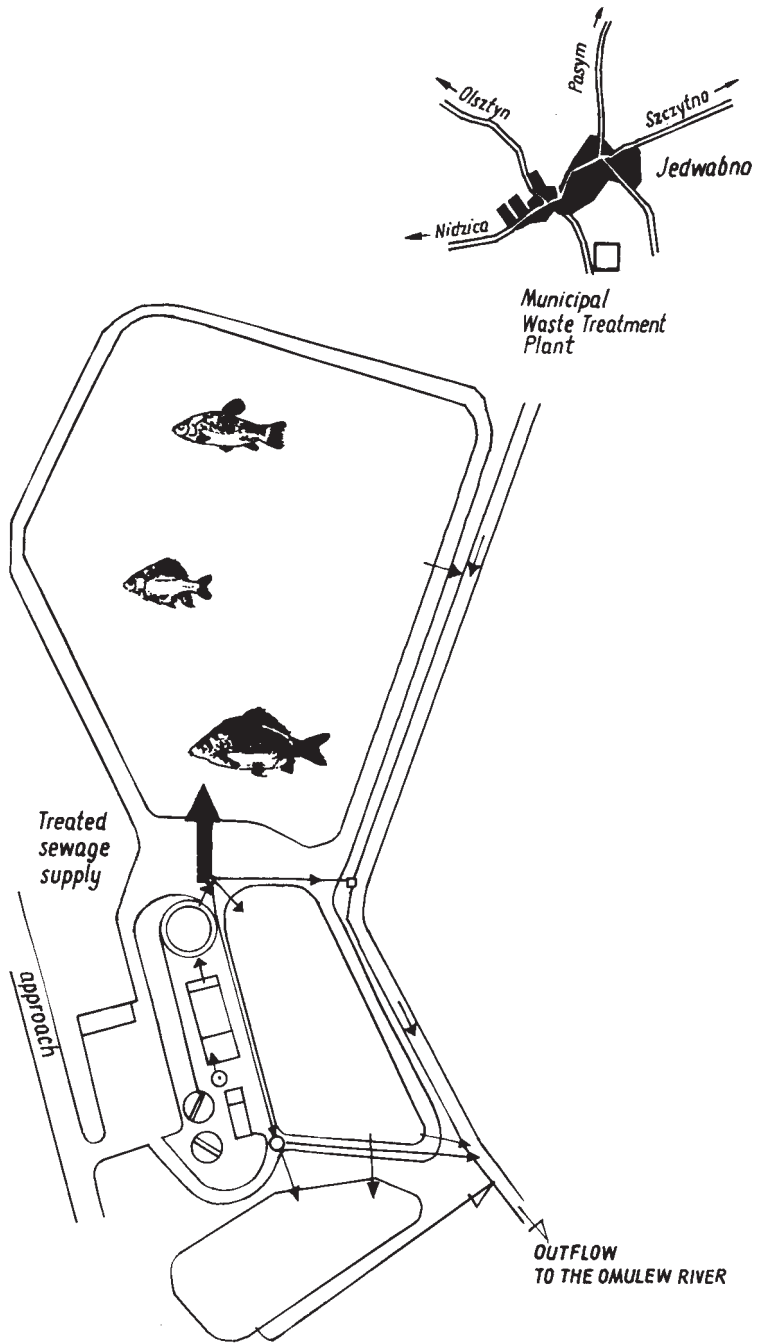 Pasym
Olsztyn
Szczytno
Jedwabno
Nidzica
Municipal
Waste Treatment
Plant
Treated
sewage
supply
approach
OUTFLOW
TO THE OMULEW RIVER